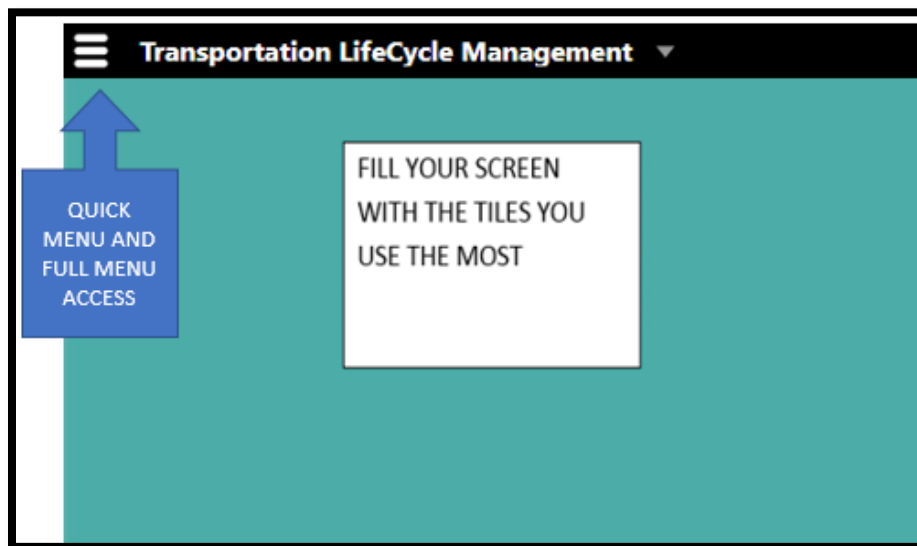 Transportation LifeCycle Management
QUICK
MENU AND
FULL MENU
ACCESS
FILL YOUR SCREEN
WITH THE TILES YOU
USE THE MOST